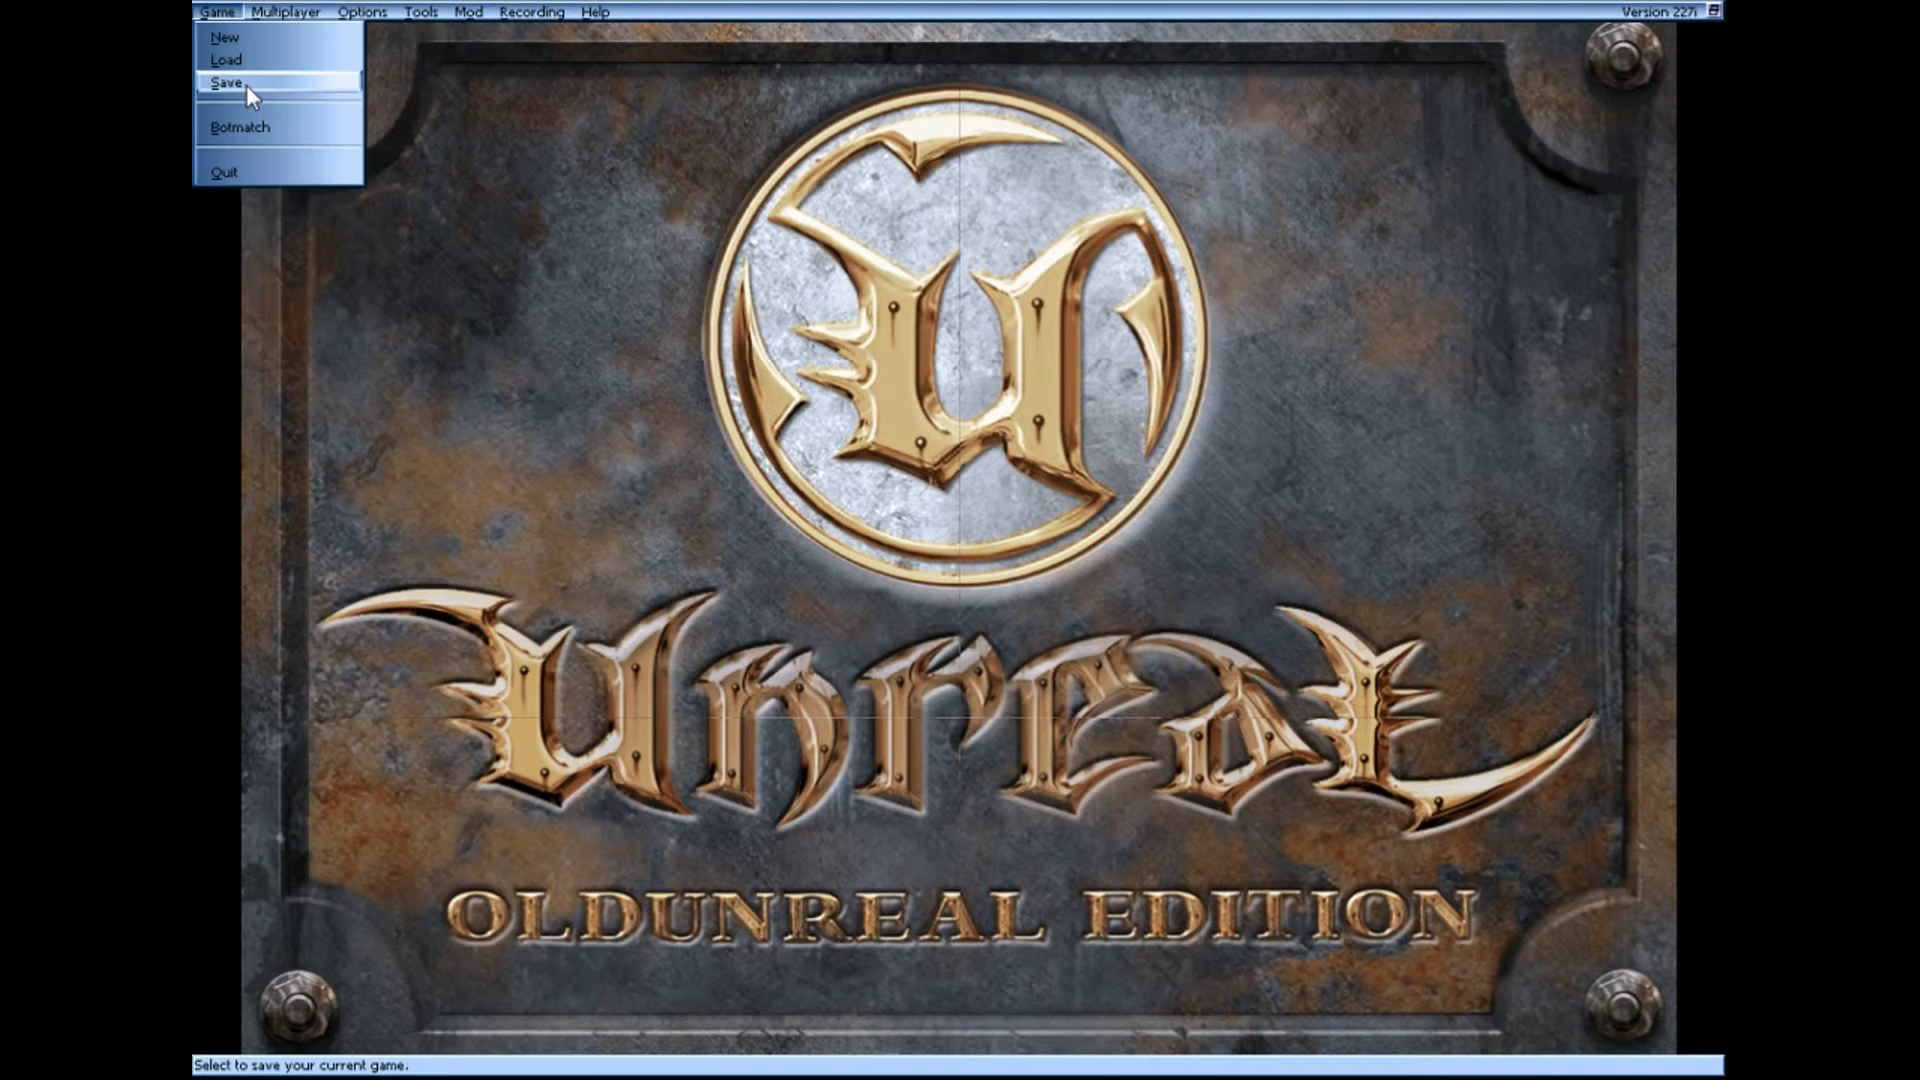 Game Multiplayer Options Tools Mod Recording Help Version 227i
New
Load
Save
Botmatch
Quit
U
Unreal
OLDUNREAL EDITION
Select to save your current game.